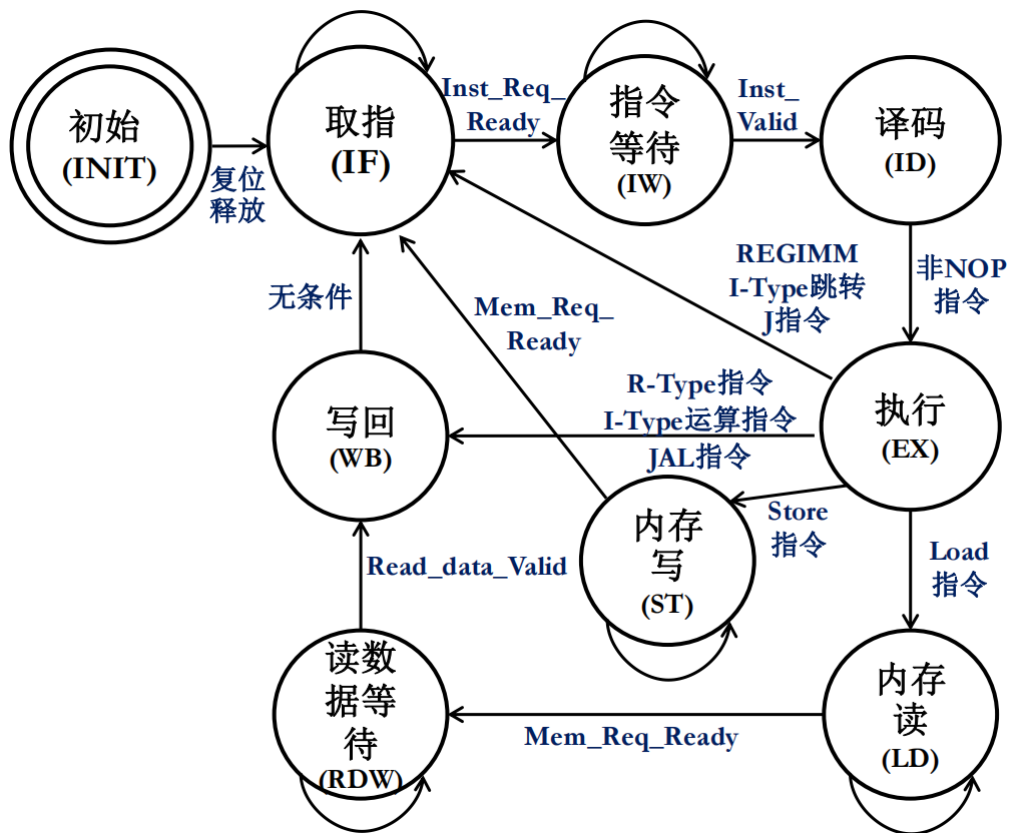 初始
(INIT)
复位
释放
取指
(IF)
Inst_Req_
Ready
指令
等待
(IW)
Inst_
Valid
译码
(ID)
非NOP
指令
REGIMM
I-Type跳转
J指令
无条件
Mem_Req_
Ready
写回
(WB)
R-Type指令
I-Type运算指令
JAL指令
执行
(EX)
Store
指令
Load
指令
内存
写
(ST)
Read_data_Valid
读数
据等
待
(RDW)
Mem_Req_Ready
内存
读
(LD)